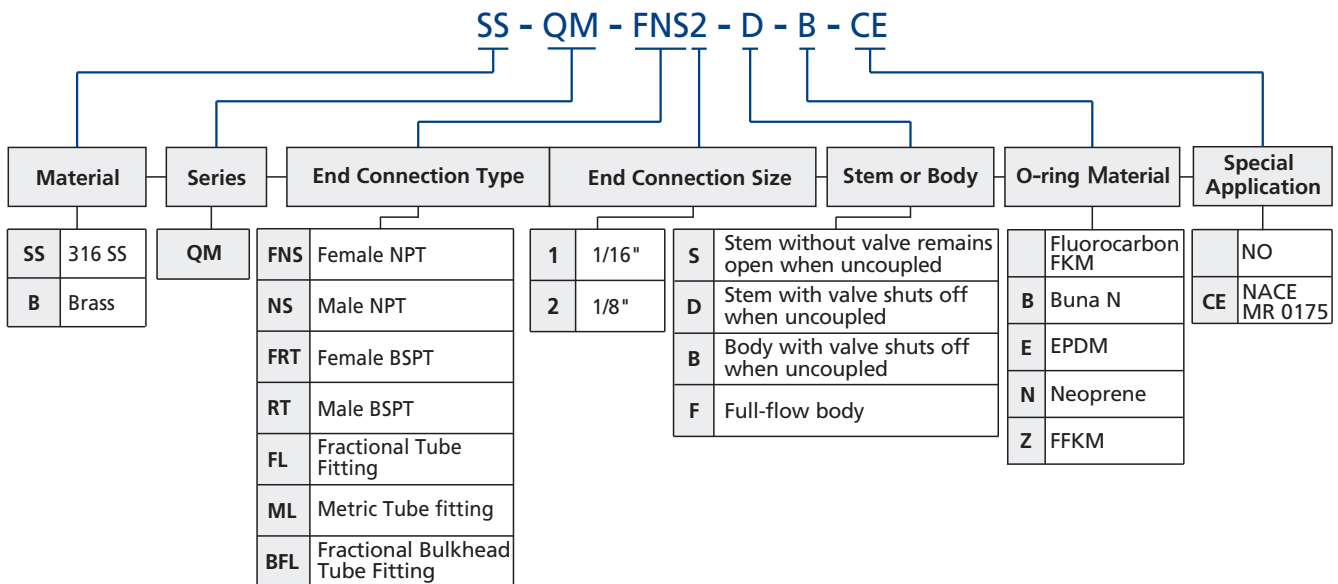 SS - QM - FNS2 - D - B - CE
Material
Series
End Connection Type
End Connection Size
Stem or Body
O-ring Material
Special
Application
SS 316 SS
B Brass
QM
FNS Female NPT
NS Male NPT
FRT Female BSPT
RT Male BSPT
FL Fractional Tube
Fitting
ML Metric Tube fitting
BFL Fractional Bulkhead
Tube Fitting
1 1/16"
2 1/8"
S Stem without valve remains
open when uncoupled
D Stem with valve shuts off
when uncoupled
B Body with valve shuts off
when uncoupled
F Full-flow body
Fluorocarbon
FKM
B Buna N
E EPDM
N Neoprene
Z FFKM
NO
CE NACE
MR 0175